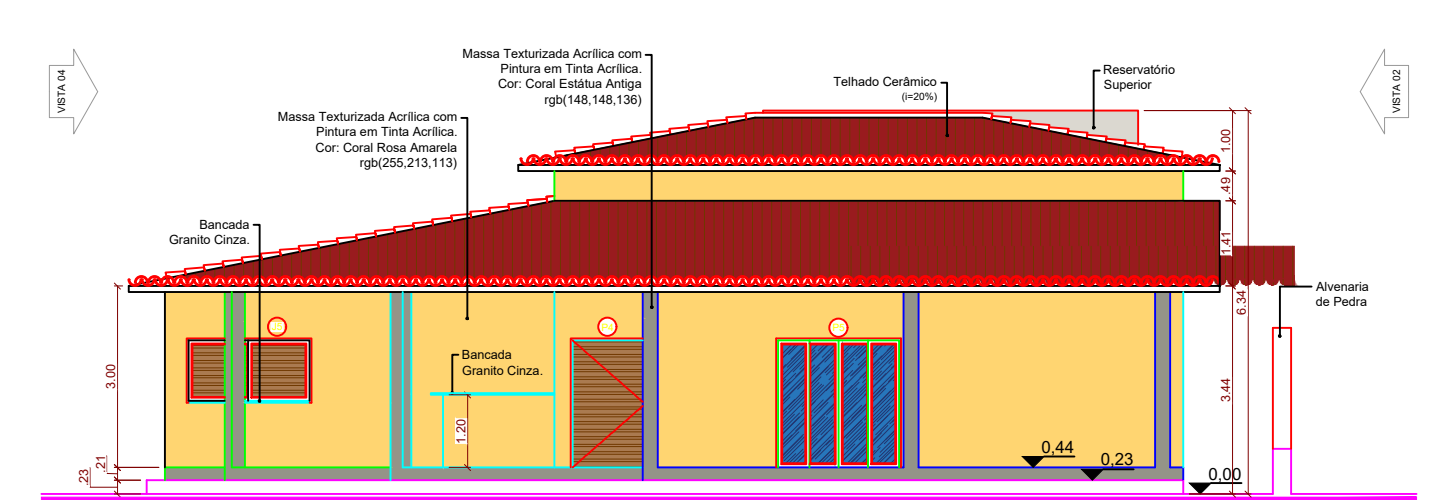 VISTA 04
Massa Texturizada Acrílica com
Pintura em Tinta Acrílica.
Cor: Coral Estátua Antiga
rgb(148,148,136)
Telhado Cerâmico
(i=20%)
Reservatório
Superior
VISTA 02
Massa Texturizada Acrílica com
Pintura em Tinta Acrílica.
Cor: Coral Rosa Amarela
rgb(255,213,113)
1.00
.49
Bancada
Granito Cinza.
1.41
6.34
Alvenaria
de Pedra
Bancada
Granito Cinza.
3.00
3.44
1.20
0,44
0,23
0,00
.21
.23